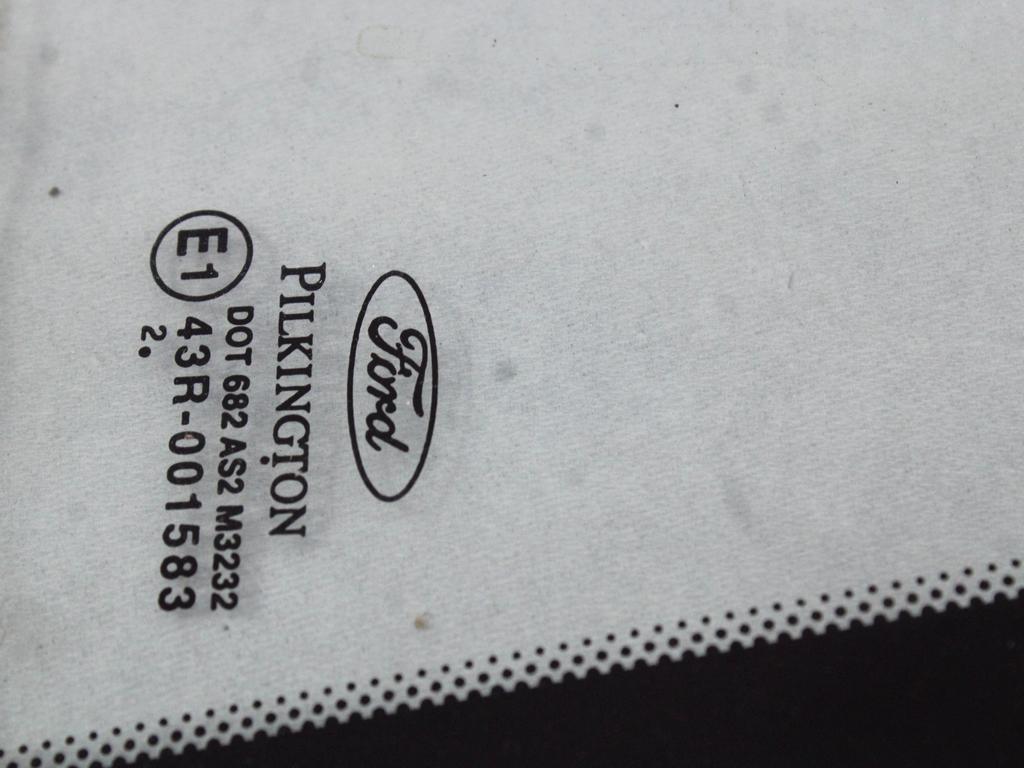 Ford
PILKINGTON
DOT 682 AS2 M3232
E1 43R-001583
2.